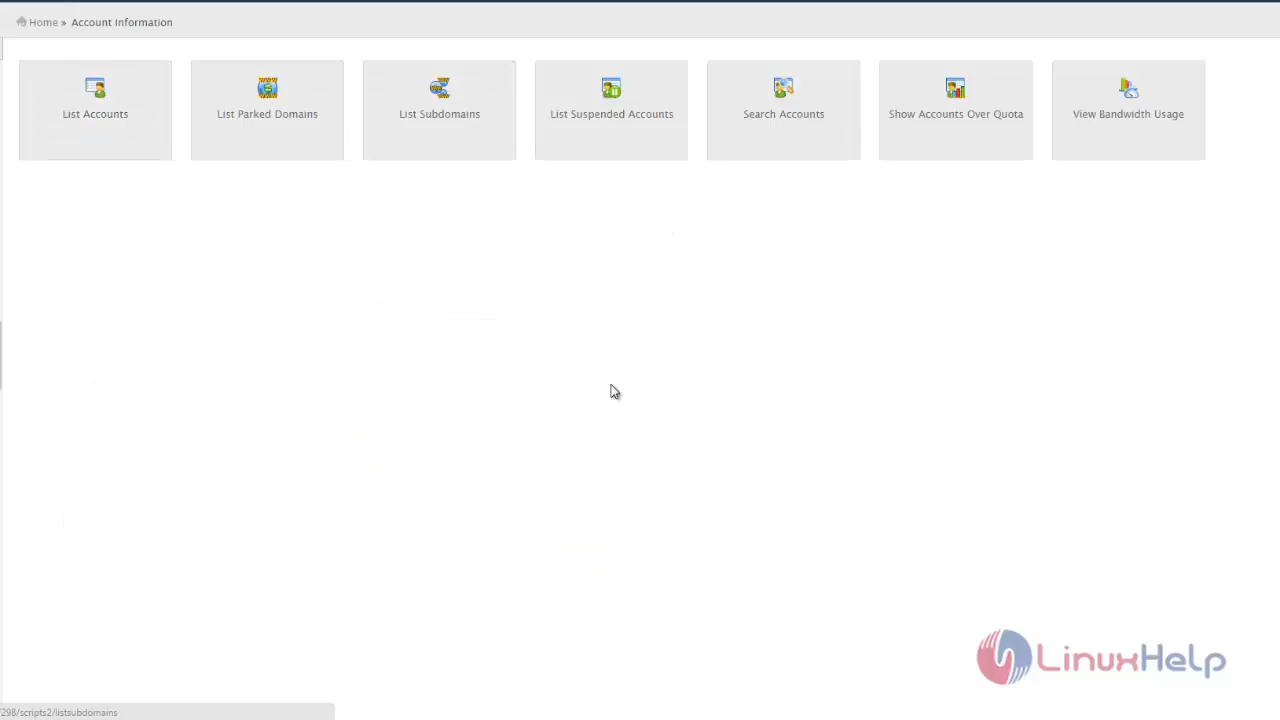 Home » Account Information
List Accounts
List Parked Domains
List Subdomains
List Suspended Accounts
Search Accounts
Show Accounts Over Quota
View Bandwidth Usage
LinuxHelp
/298/scripts2/listsubdomains